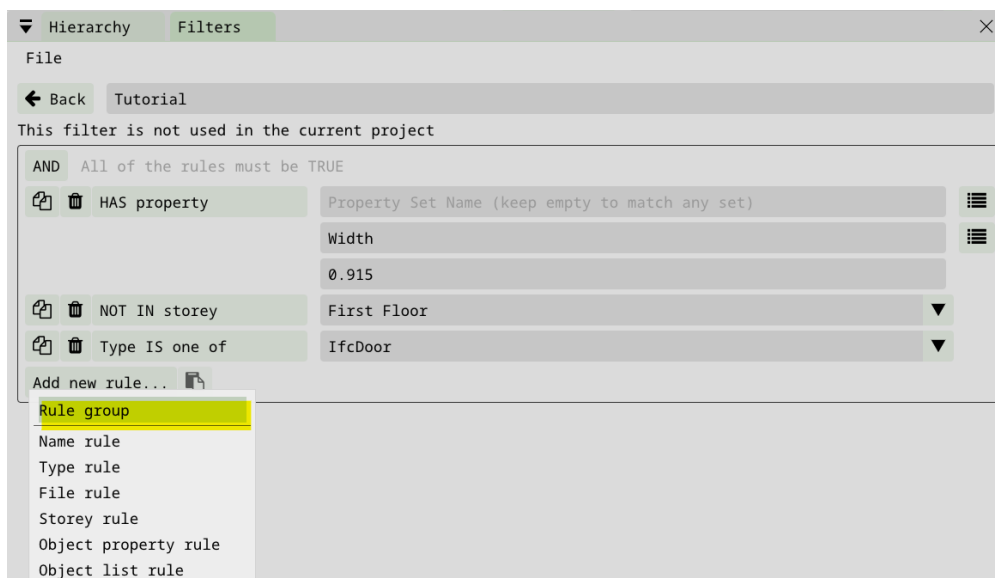 Hierarchy Filters
File
Back Tutorial
This filter is not used in the current project
AND All of the rules must be TRUE
HAS property Property Set Name (keep empty to match any set)
Width
0.915
NOT IN storey First Floor
Type IS one of IfcDoor
Add new rule...
Rule group
Name rule
Type rule
File rule
Storey rule
Object property rule
Object list rule